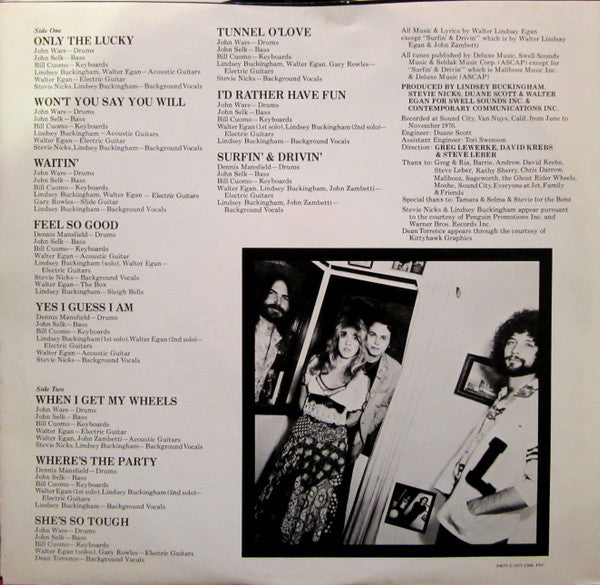 Side One
ONLY THE LUCKY
John Ware—Drums
John Selk—Bass
Bill Cuomo—Keyboards
Lindsey Buckingham, Walter Egan—Acoustic Guitars
Walter Egan—Electric Guitar
Stevie Nicks, Lindsey Buckingham—Background Vocals
WON'T YOU SAY YOU WILL
John Ware—Drums
John Selk—Bass
Bill Cuomo—Keyboards
Lindsey Buckingham—Acoustic Guitars
Walter Egan—Electric Guitar
Stevie Nicks, Lindsey Buckingham—Background Vocals
WAITIN'
John Ware—Drums
John Selk—Bass
Bill Cuomo—Keyboards
Lindsey Buckingham, Walter Egan—Electric Guitars
Gary Rowles—Slide Guitar
Lindsey Buckingham—Background Vocals
FEEL SO GOOD
Dennis Mansfield—Drums
John Selk—Bass
Bill Cuomo—Keyboards
Walter Egan—Acoustic Guitar
Lindsey Buckingham (solo), Walter Egan—
Electric Guitars
Stevie Nicks—Background Vocals
Walter Egan—The Box
Lindsey Buckingham—Sleigh Bells
YES I GUESS I AM
Dennis Mansfield—Drums
John Selk—Bass
Bill Cuomo—Keyboards
Lindsey Buckingham (1st solo), Walter Egan (2nd solo)—
Electric Guitars
Walter Egan—Acoustic Guitar
Stevie Nicks—Background Vocals
Side Two
WHEN I GET MY WHEELS
John Ware—Drums
John Selk—Bass
Bill Cuomo—Keyboards
Walter Egan—Electric Guitar
Walter Egan, John Zambetti—Acoustic Guitars
Stevie Nicks, Lindsey Buckingham—Background Vocals
WHERE'S THE PARTY
Dennis Mansfield—Drums
John Selk—Bass
Bill Cuomo—Keyboards
Walter Egan (1st solo), Lindsey Buckingham (2nd solo)—
Electric Guitars
Lindsey Buckingham—Background Vocals
SHE'S SO TOUGH
John Ware—Drums
John Selk—Bass
Bill Cuomo—Keyboards
Walter Egan (solos), Gary Rowles—Electric Guitars
Dean Torrence—Background Vocals
TUNNEL O'LOVE
John Ware—Drums
John Selk—Bass
Bill Cuomo—Keyboards
Lindsey Buckingham, Walter Egan, Gary Rowles—
Electric Guitars
Stevie Nicks—Background Vocals
I'D RATHER HAVE FUN
John Ware—Drums
John Selk—Bass
Bill Cuomo—Keyboards
Walter Egan (1st solo), Lindsey Buckingham (2nd solo)—
Electric Guitars
Lindsey Buckingham—Background Vocals
SURFIN' & DRIVIN'
Dennis Mansfield—Drums
John Selk—Bass
Bill Cuomo—Keyboards
Walter Egan, Lindsey Buckingham, John Zambetti—
Electric Guitars
Lindsey Buckingham, John Zambetti—
Background Vocals
All Music & Lyrics by Walter Lindsay Egan
except "Surfin' & Drivin'" which is by Walter Lindsay
Egan & John Zambetti
All tunes published by Deluxe Music, Swell Sounds
Music & Seldak Music Corp. (ASCAP) except for
"Surfin' & Drivin'" which is Malibooz Music Inc.
& Deluxe Music (ASCAP)
PRODUCED BY LINDSEY BUCKINGHAM,
STEVIE NICKS, DUANE SCOTT & WALTER
EGAN FOR SWELL SOUNDS INC. &
CONTEMPORARY COMMUNICATIONS INC.
Recorded at Sound City, Van Nuys, Calif. from June to
November 1976.
Engineer: Duane Scott
Assistant Engineer: Tori Swenson
Direction: GREG LEWERKE, DAVID KREBS
& STEVE LEBER
Thanx to: Greg & Ria, Barrie, Andrew, David Krebs,
Steve Leber, Kathy Sherry, Chris Darrow,
Malibooz, Sageworth, the Ghost Rider Wheels,
Moshe, Sound City, Everyone at Jet, Family
& Friends
Special thanx to: Tamara & Selma & Stevie for the Benz
Stevie Nicks & Lindsey Buckingham appear pursuant
to the courtesy of Penguin Promotions Inc. and
Warner Bros. Records Inc.
Dean Torrence appears through the courtesy of
Kittyhawk Graphics